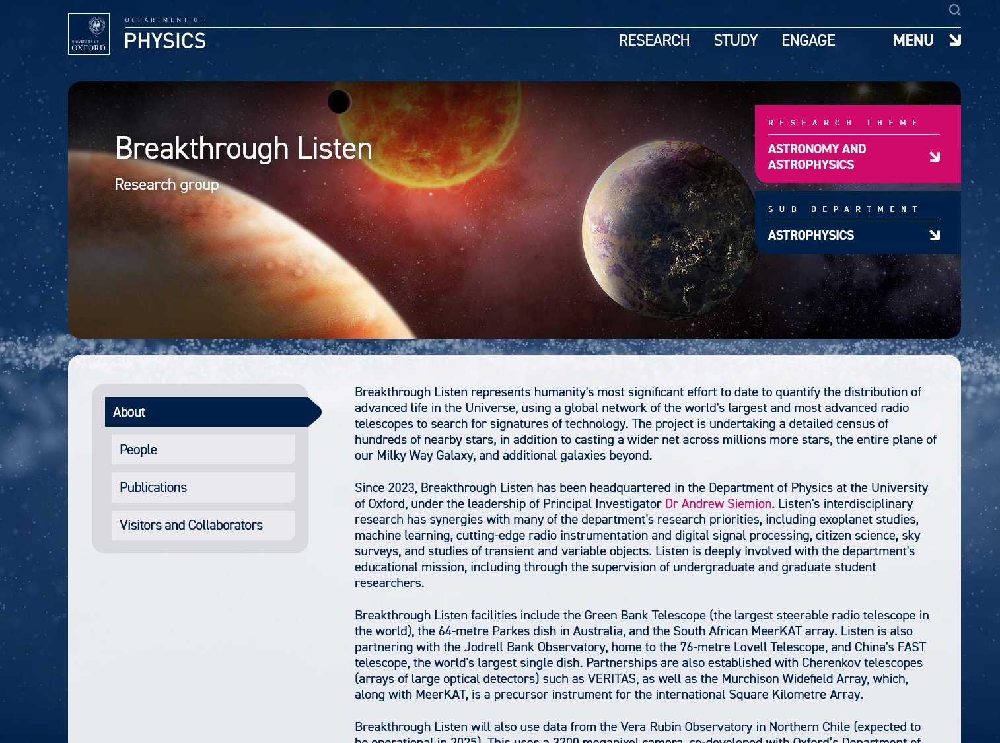 UNIVERSITY OF
OXFORD
DEPARTMENT OF
PHYSICS
RESEARCH
STUDY
ENGAGE
MENU
Breakthrough Listen
Research group
RESEARCH THEME
ASTRONOMY AND
ASTROPHYSICS
SUB DEPARTMENT
ASTROPHYSICS
About
People
Publications
Visitors and Collaborators
Breakthrough Listen represents humanity's most significant effort to date to quantify the distribution of
advanced life in the Universe, using a global network of the world's largest and most advanced radio
telescopes to search for signatures of technology. The project is undertaking a detailed census of
hundreds of nearby stars, in addition to casting a wider net across millions more stars, the entire plane of
our Milky Way Galaxy, and additional galaxies beyond.
Since 2023, Breakthrough Listen has been headquartered in the Department of Physics at the University
of Oxford, under the leadership of Principal Investigator Dr Andrew Siemion. Listen's interdisciplinary
research has synergies with many of the department's research priorities, including exoplanet studies,
machine learning, cutting-edge radio instrumentation and digital signal processing, citizen science, sky
surveys, and studies of transient and variable objects. Listen is deeply involved with the department's
educational mission, including through the supervision of undergraduate and graduate student
researchers.
Breakthrough Listen facilities include the Green Bank Telescope (the largest steerable radio telescope in
the world), the 64-metre Parkes dish in Australia, and the South African MeerKAT array. Listen is also
partnering with the Jodrell Bank Observatory, home to the 76-metre Lovell Telescope, and China's FAST
telescope, the world's largest single dish. Partnerships are also established with Cherenkov telescopes
(arrays of large optical detectors) such as VERITAS, as well as the Murchison Widefield Array, which,
along with MeerKAT, is a precursor instrument for the international Square Kilometre Array.
Breakthrough Listen will also use data from the Vera Rubin Observatory in Northern Chile (expected to
be operational in 2025). This uses a 3200 megapixel camera, co-developed with Oxford's Department of